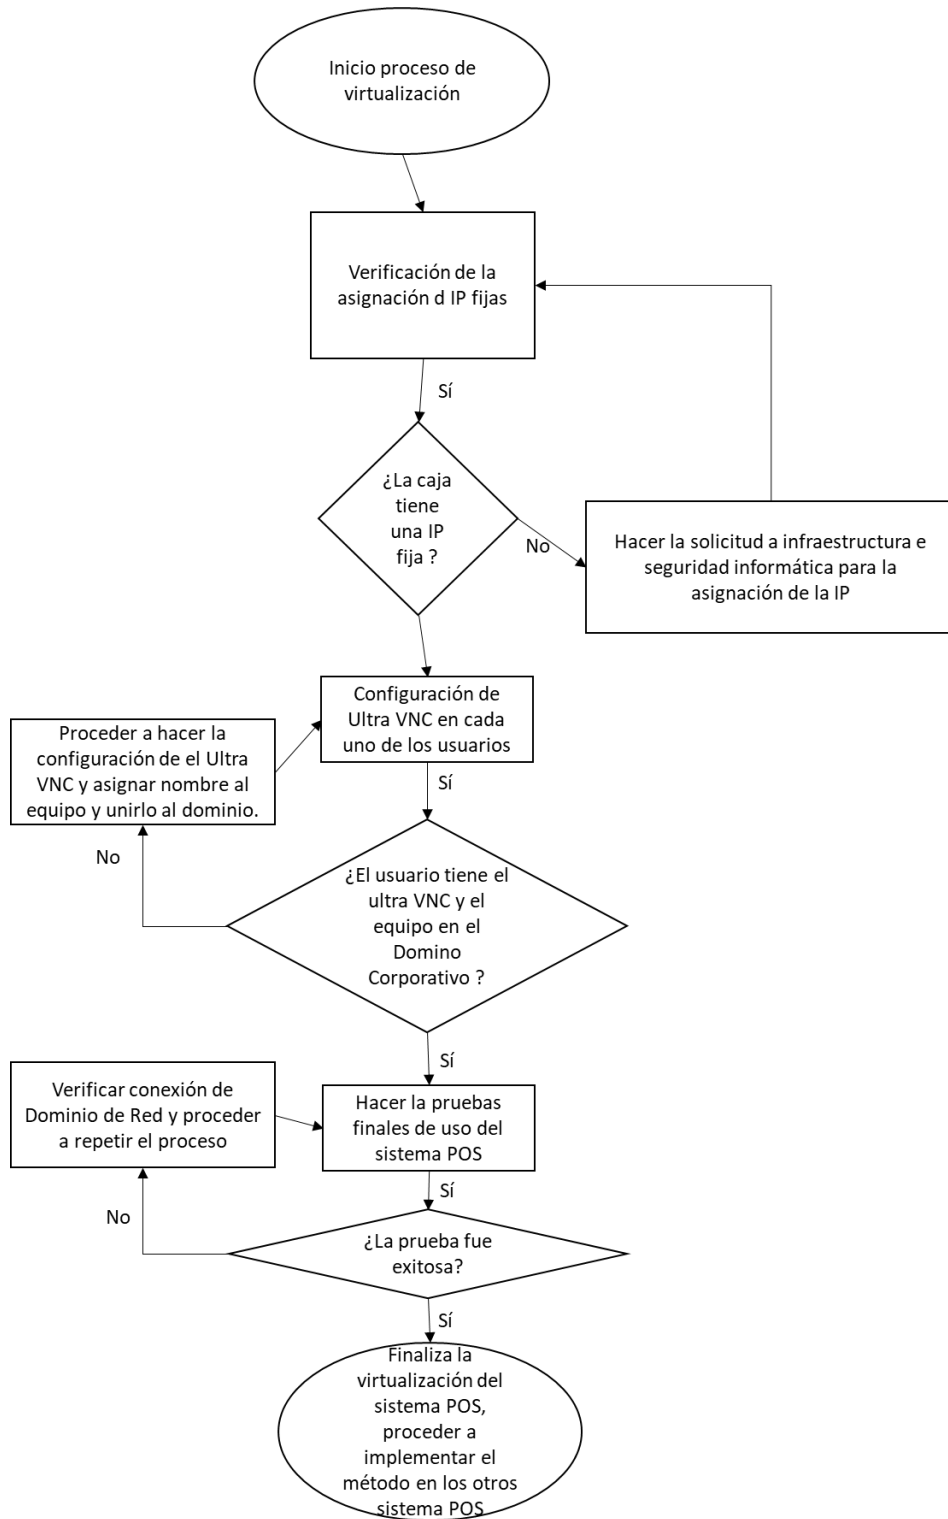 Inicio proceso de
virtualización
Verificación de la
asignación d IP fijas
Sí
¿La caja
tiene
una IP
fija ?
No
Hacer la solicitud a infraestructura e
seguridad informática para la
asignación de la IP
Configuración de
Ultra VNC en cada
uno de los usuarios
Proceder a hacer la
configuración de el Ultra
VNC y asignar nombre al
equipo y unirlo al dominio.
Sí
No
¿El usuario tiene el
ultra VNC y el
equipo en el
Domino
Corporativo ?
Sí
Verificar conexión de
Dominio de Red y proceder
a repetir el proceso
Hacer la pruebas
finales de uso del
sistema POS
Sí
No
¿La prueba fue
exitosa?
Sí
Finaliza la
virtualización del
sistema POS,
proceder a
implementar el
método en los otros
sistema POS